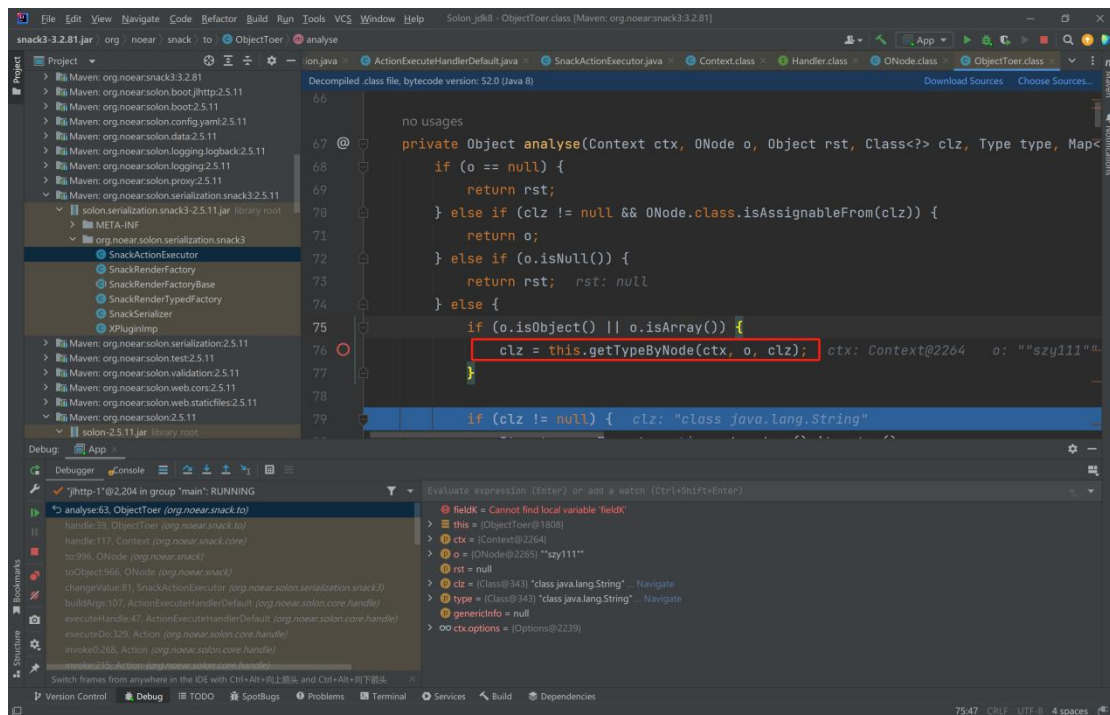 File Edit View Navigate Code Refactor Build Run Tools VCS Window Help Solon_jdk8 - ObjectToer.class [Maven: org.noear:snack3:3.2.81]
snack3-3.2.81.jar org noear snack to ObjectToer analyse
App
Project
ion.java ActionExecuteHandlerDefault.java SnackActionExecutor.java Context.class Handler.class ONode.class ObjectToer.class
Maven: org.noear:snack3:3.2.81
Maven: org.noear:solon.boot.jlhttp:2.5.11
Maven: org.noear:solon.boot:2.5.11
Maven: org.noear:solon.config.yaml:2.5.11
Maven: org.noear:solon.data:2.5.11
Maven: org.noear:solon.logging.logback:2.5.11
Maven: org.noear:solon.logging:2.5.11
Maven: org.noear:solon.proxy:2.5.11
Maven: org.noear:solon.serialization.snack3:2.5.11
solon.serialization.snack3-2.5.11.jar library root
META-INF
org.noear.solon.serialization.snack3
SnackActionExecutor
SnackRenderFactory
SnackRenderFactoryBase
SnackRenderTypedFactory
SnackSerializer
XPluginImp
Maven: org.noear:solon.serialization:2.5.11
Maven: org.noear:solon.test:2.5.11
Maven: org.noear:solon.validation:2.5.11
Maven: org.noear:solon.web.cors:2.5.11
Maven: org.noear:solon.web.staticfiles:2.5.11
Maven: org.noear:solon:2.5.11
solon-2.5.11.jar library root
Decompiled .class file, bytecode version: 52.0 (Java 8) Download Sources Choose Sources...
66
no usages
67 @ private Object analyse(Context ctx, ONode o, Object rst, Class<?> clz, Type type, Map<
68 if (o == null) {
69 return rst;
70 } else if (clz != null && ONode.class.isAssignableFrom(clz)) {
71 return o;
72 } else if (o.isNull()) {
73 return rst; rst: null
74 } else {
75 if (o.isObject() || o.isArray()) {
76 clz = this.getTypeByNode(ctx, o, clz); ctx: Context@2264 o: ""szy111""
77 }
78
79 if (clz != null) { clz: "class java.lang.String"
Maven
Notifications
Debug: App
Debugger Console
"jlhttp-1"@2,204 in group "main": RUNNING
analyse:63, ObjectToer (org.noear.snack.to)
handle:39, ObjectToer (org.noear.snack.to)
handle:117, Context (org.noear.snack.core)
to:996, ONode (org.noear.snack)
toObject:966, ONode (org.noear.snack)
changeValue:81, SnackActionExecutor (org.noear.solon.serialization.snack3)
buildArgs:107, ActionExecuteHandlerDefault (org.noear.solon.core.handle)
executeHandle:47, ActionExecuteHandlerDefault (org.noear.solon.core.handle)
executeDo:329, Action (org.noear.solon.core.handle)
invoke0:268, Action (org.noear.solon.core.handle)
invoke:215, Action (org.noear.solon.core.handle)
Switch frames from anywhere in the IDE with Ctrl+Alt+向上箭头 and Ctrl+Alt+向下箭头
Evaluate expression (Enter) or add a watch (Ctrl+Shift+Enter)
fieldK = Cannot find local variable 'fieldK'
this = {ObjectToer@1808}
ctx = {Context@2264}
o = {ONode@2265} ""szy111""
rst = null
clz = {Class@343} "class java.lang.String" ... Navigate
type = {Class@343} "class java.lang.String" ... Navigate
genericInfo = null
ctx.options = {Options@2239}
Bookmarks
Structure
Version Control Debug TODO SpotBugs Problems Terminal Services Build Dependencies
75:47 CRLF UTF-8 4 spaces